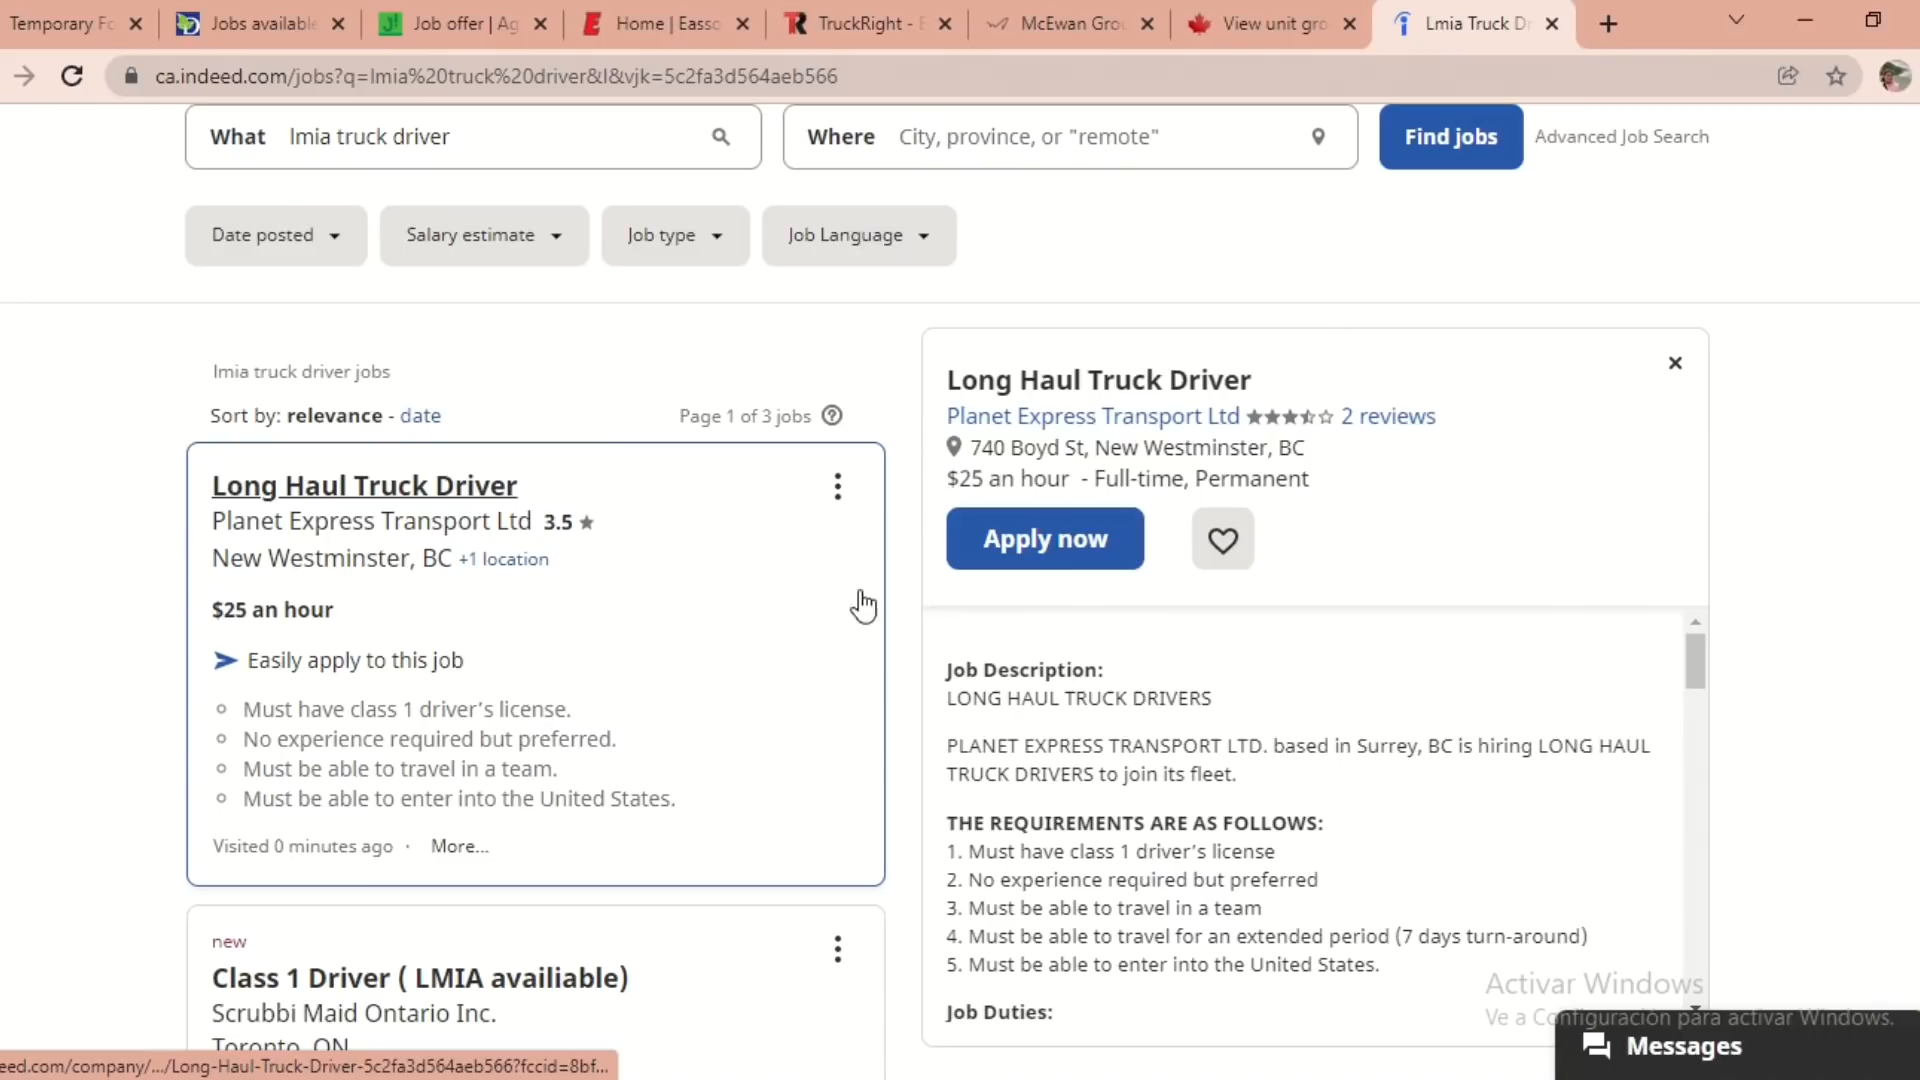 Temporary Fo
Jobs available
Job offer | Ag
Home | Easso
TruckRight - E
McEwan Grou
View unit gro
Lmia Truck Dr
ca.indeed.com/jobs?q=lmia%20truck%20driver&l&vjk=5c2fa3d564aeb566
What lmia truck driver
Where City, province, or "remote"
Find jobs
Advanced Job Search
Date posted
Salary estimate
Job type
Job Language
lmia truck driver jobs
Sort by: relevance - date
Page 1 of 3 jobs
Long Haul Truck Driver
Planet Express Transport Ltd 3.5
New Westminster, BC +1 location
$25 an hour
Easily apply to this job
Must have class 1 driver’s license.
No experience required but preferred.
Must be able to travel in a team.
Must be able to enter into the United States.
Visited 0 minutes ago · More...
new
Class 1 Driver ( LMIA availiable)
Scrubbi Maid Ontario Inc.
Toronto, ON
eed.com/company/.../Long-Haul-Truck-Driver-5c2fa3d564aeb566?fccid=8bf...
Long Haul Truck Driver
Planet Express Transport Ltd 2 reviews
740 Boyd St, New Westminster, BC
$25 an hour - Full-time, Permanent
Apply now
Job Description:
LONG HAUL TRUCK DRIVERS
PLANET EXPRESS TRANSPORT LTD. based in Surrey, BC is hiring LONG HAUL
TRUCK DRIVERS to join its fleet.
THE REQUIREMENTS ARE AS FOLLOWS:
1. Must have class 1 driver’s license
2. No experience required but preferred
3. Must be able to travel in a team
4. Must be able to travel for an extended period (7 days turn-around)
5. Must be able to enter into the United States.
Job Duties:
Activar Windows
Ve a Configuración para activar Windows.
Messages